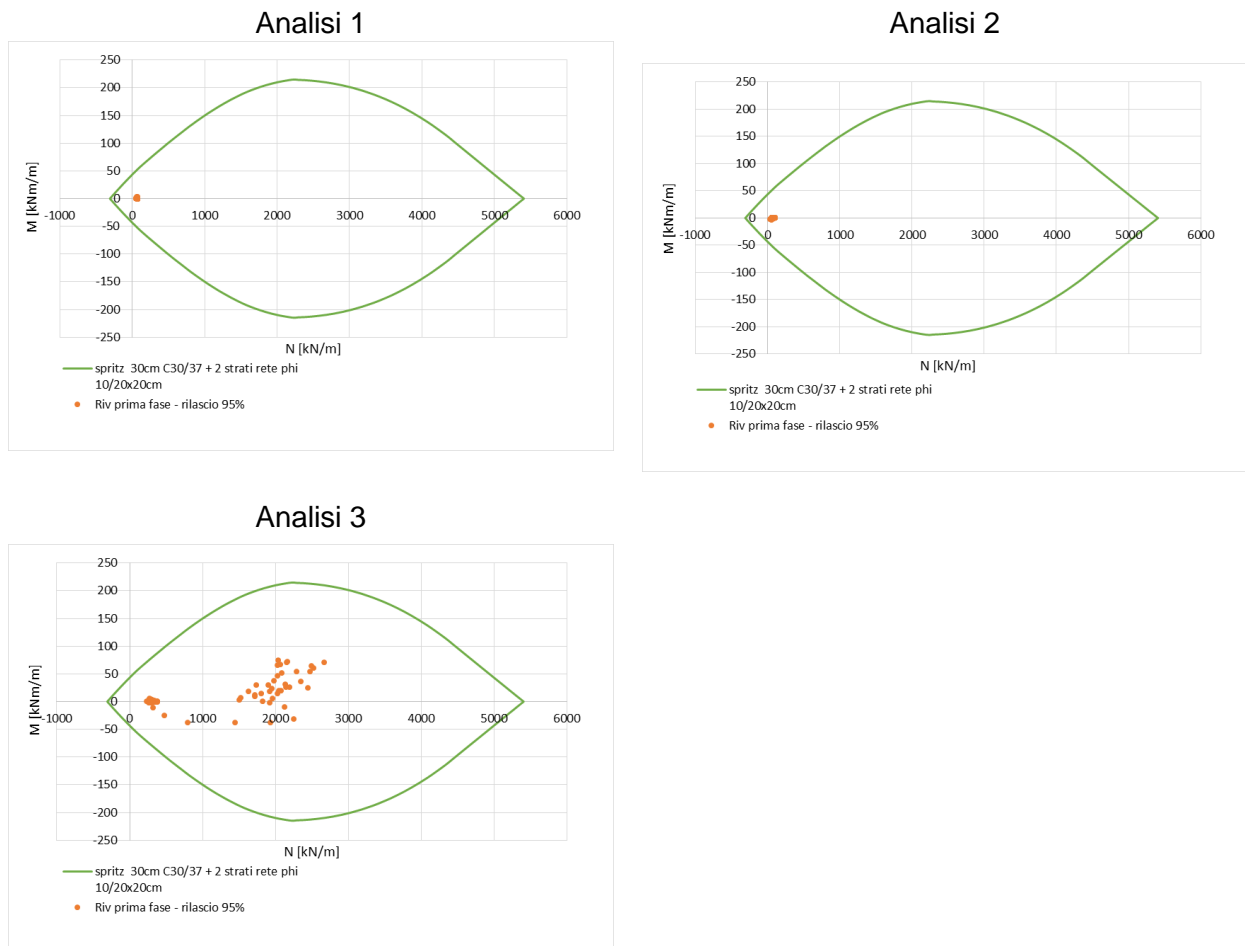 Analisi 1
250
200
150
100
50
0
-50
-100
-150
-200
-250
-1000 0 1000 2000 3000 4000 5000 6000
M [kNm/m]
N [kN/m]
spritz 30cm C30/37 + 2 strati rete phi
10/20x20cm
Riv prima fase - rilascio 95%
Analisi 2
250
200
150
100
50
0
-50
-100
-150
-200
-250
-1000 0 1000 2000 3000 4000 5000 6000
M [kNm/m]
N [kN/m]
spritz 30cm C30/37 + 2 strati rete phi
10/20x20cm
Riv prima fase - rilascio 95%
Analisi 3
250
200
150
100
50
0
-50
-100
-150
-200
-250
-1000 0 1000 2000 3000 4000 5000 6000
M [kNm/m]
N [kN/m]
spritz 30cm C30/37 + 2 strati rete phi
10/20x20cm
Riv prima fase - rilascio 95%